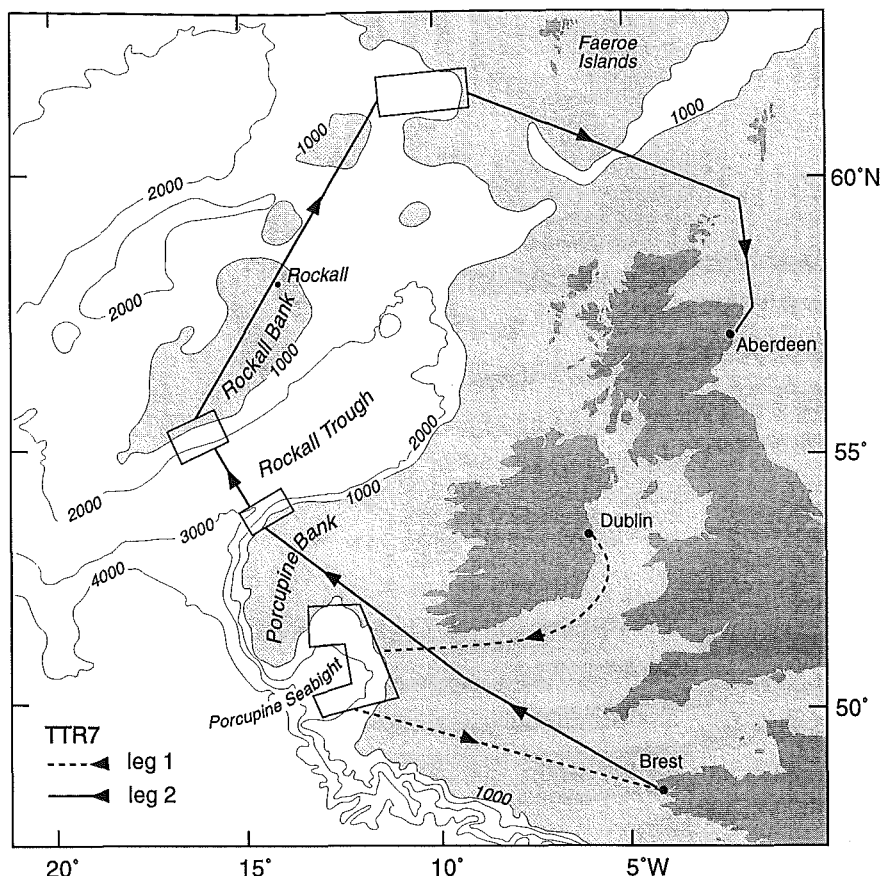 Faeroe
Islands
1000
1000
2000
60°N
2000
Rockall
2000
Rockall Bank
1000
Aberdeen
Rockall Trough
2000
55°
2000
1000
3000
Dublin
Porcupine Bank
4000
Porcupine Seabight
50°
TTR7
leg 1
leg 2
Brest
1000
20°
15°
10°
5°W
0°